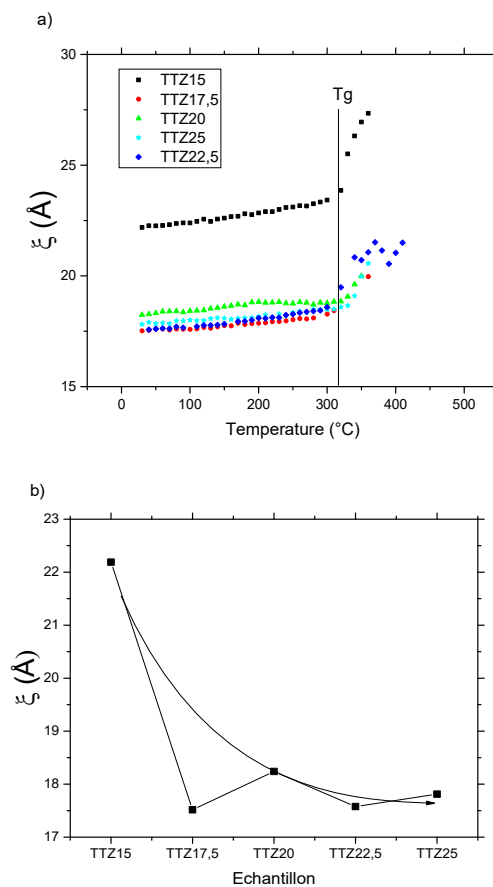 a)
30
25
20
15
ξ (Å)
TTZ15
TTZ17,5
TTZ20
TTZ25
TTZ22,5
Tg
0 100 200 300 400 500
Temperature (°C)
b)
23
22
21
20
19
18
17
ξ (Å)
TTZ15 TTZ17,5 TTZ20 TTZ22,5 TTZ25
Echantillon